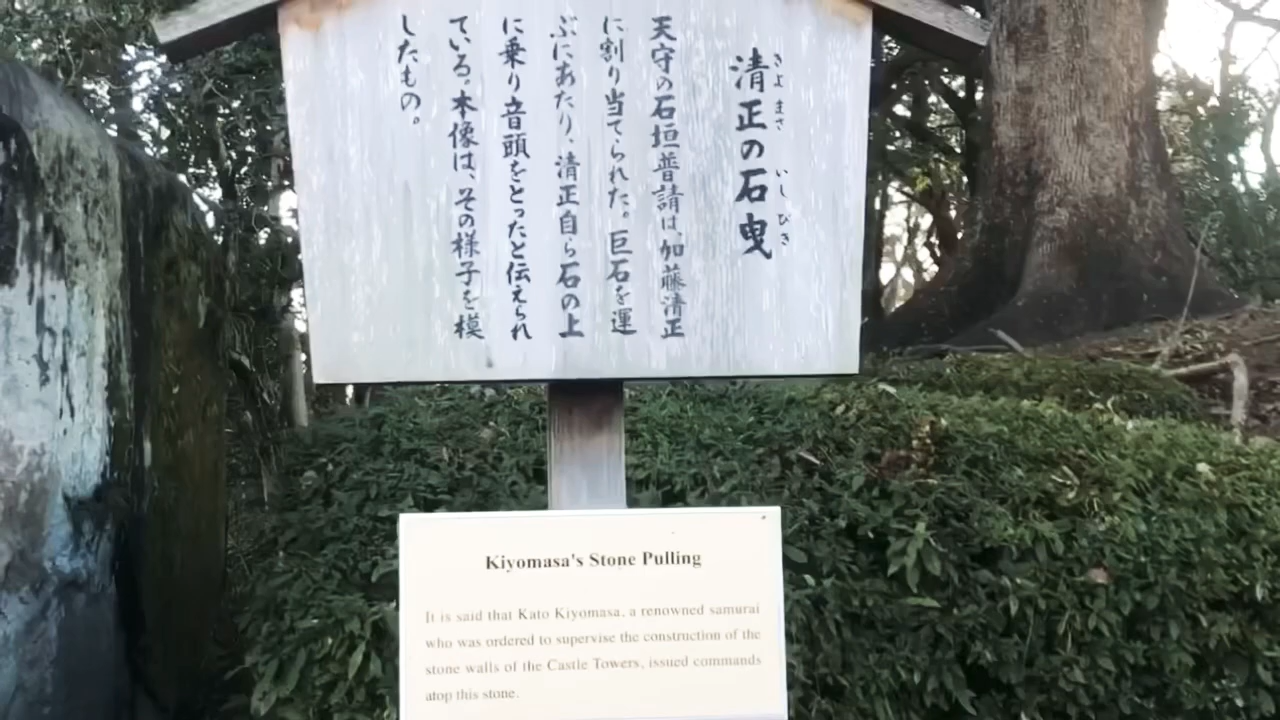 清正の石曳
きよまさ いしびき
天守の石垣普請は、加藤清正
に割り当てられた。巨石を運
ぶにあたり、清正自ら石の上
に乗り音頭をとったと伝えられ
ている。本像は、その様子を模
したもの。
Kiyomasa's Stone Pulling
It is said that Kato Kiyomasa, a renowned samurai
who was ordered to supervise the construction of the
stone walls of the Castle Towers, issued commands
atop this stone.